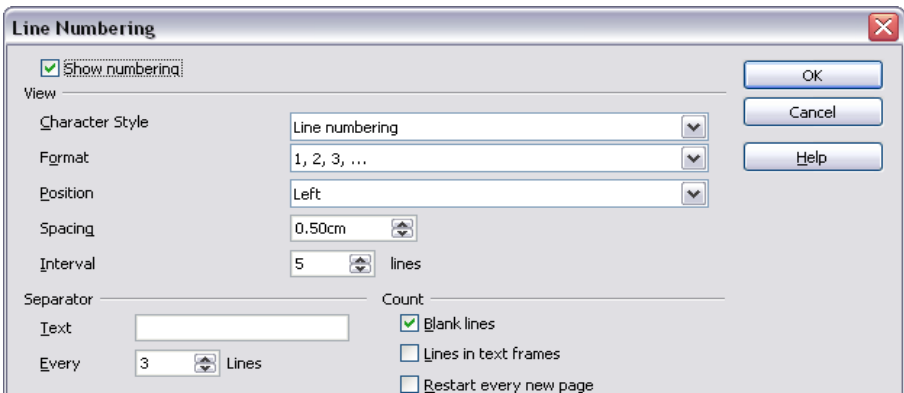 Line Numbering
Show numbering
OK
View
Cancel
Character Style
Line numbering
Format
1, 2, 3, ...
Help
Position
Left
Spacing
0.50cm
Interval
5
lines
Separator
Count
Text
Blank lines
Every
3
Lines
Lines in text frames
Restart every new page